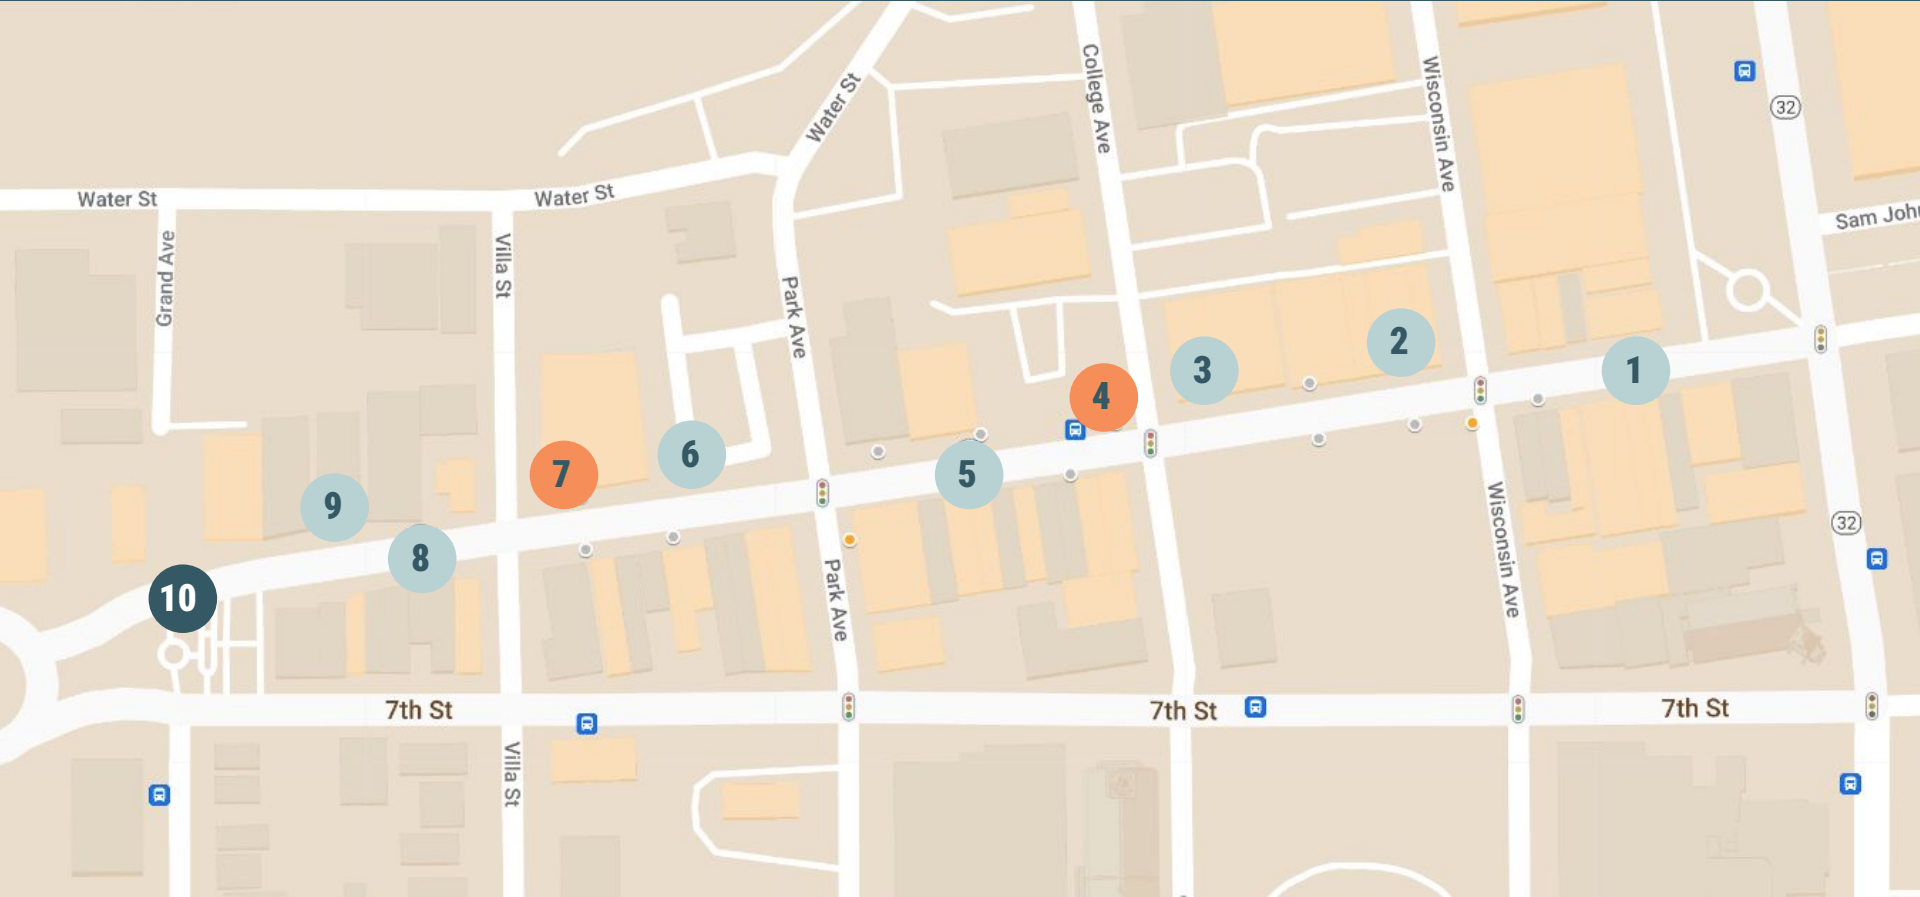 College Ave
Wisconsin Ave
Water St
32
Water St
Water St
Sam John
Grand Ave
Villa St
Park Ave
2
3
1
4
6
5
7
9
8
10
32
Wisconsin Ave
Park Ave
7th St
7th St
7th St
Villa St